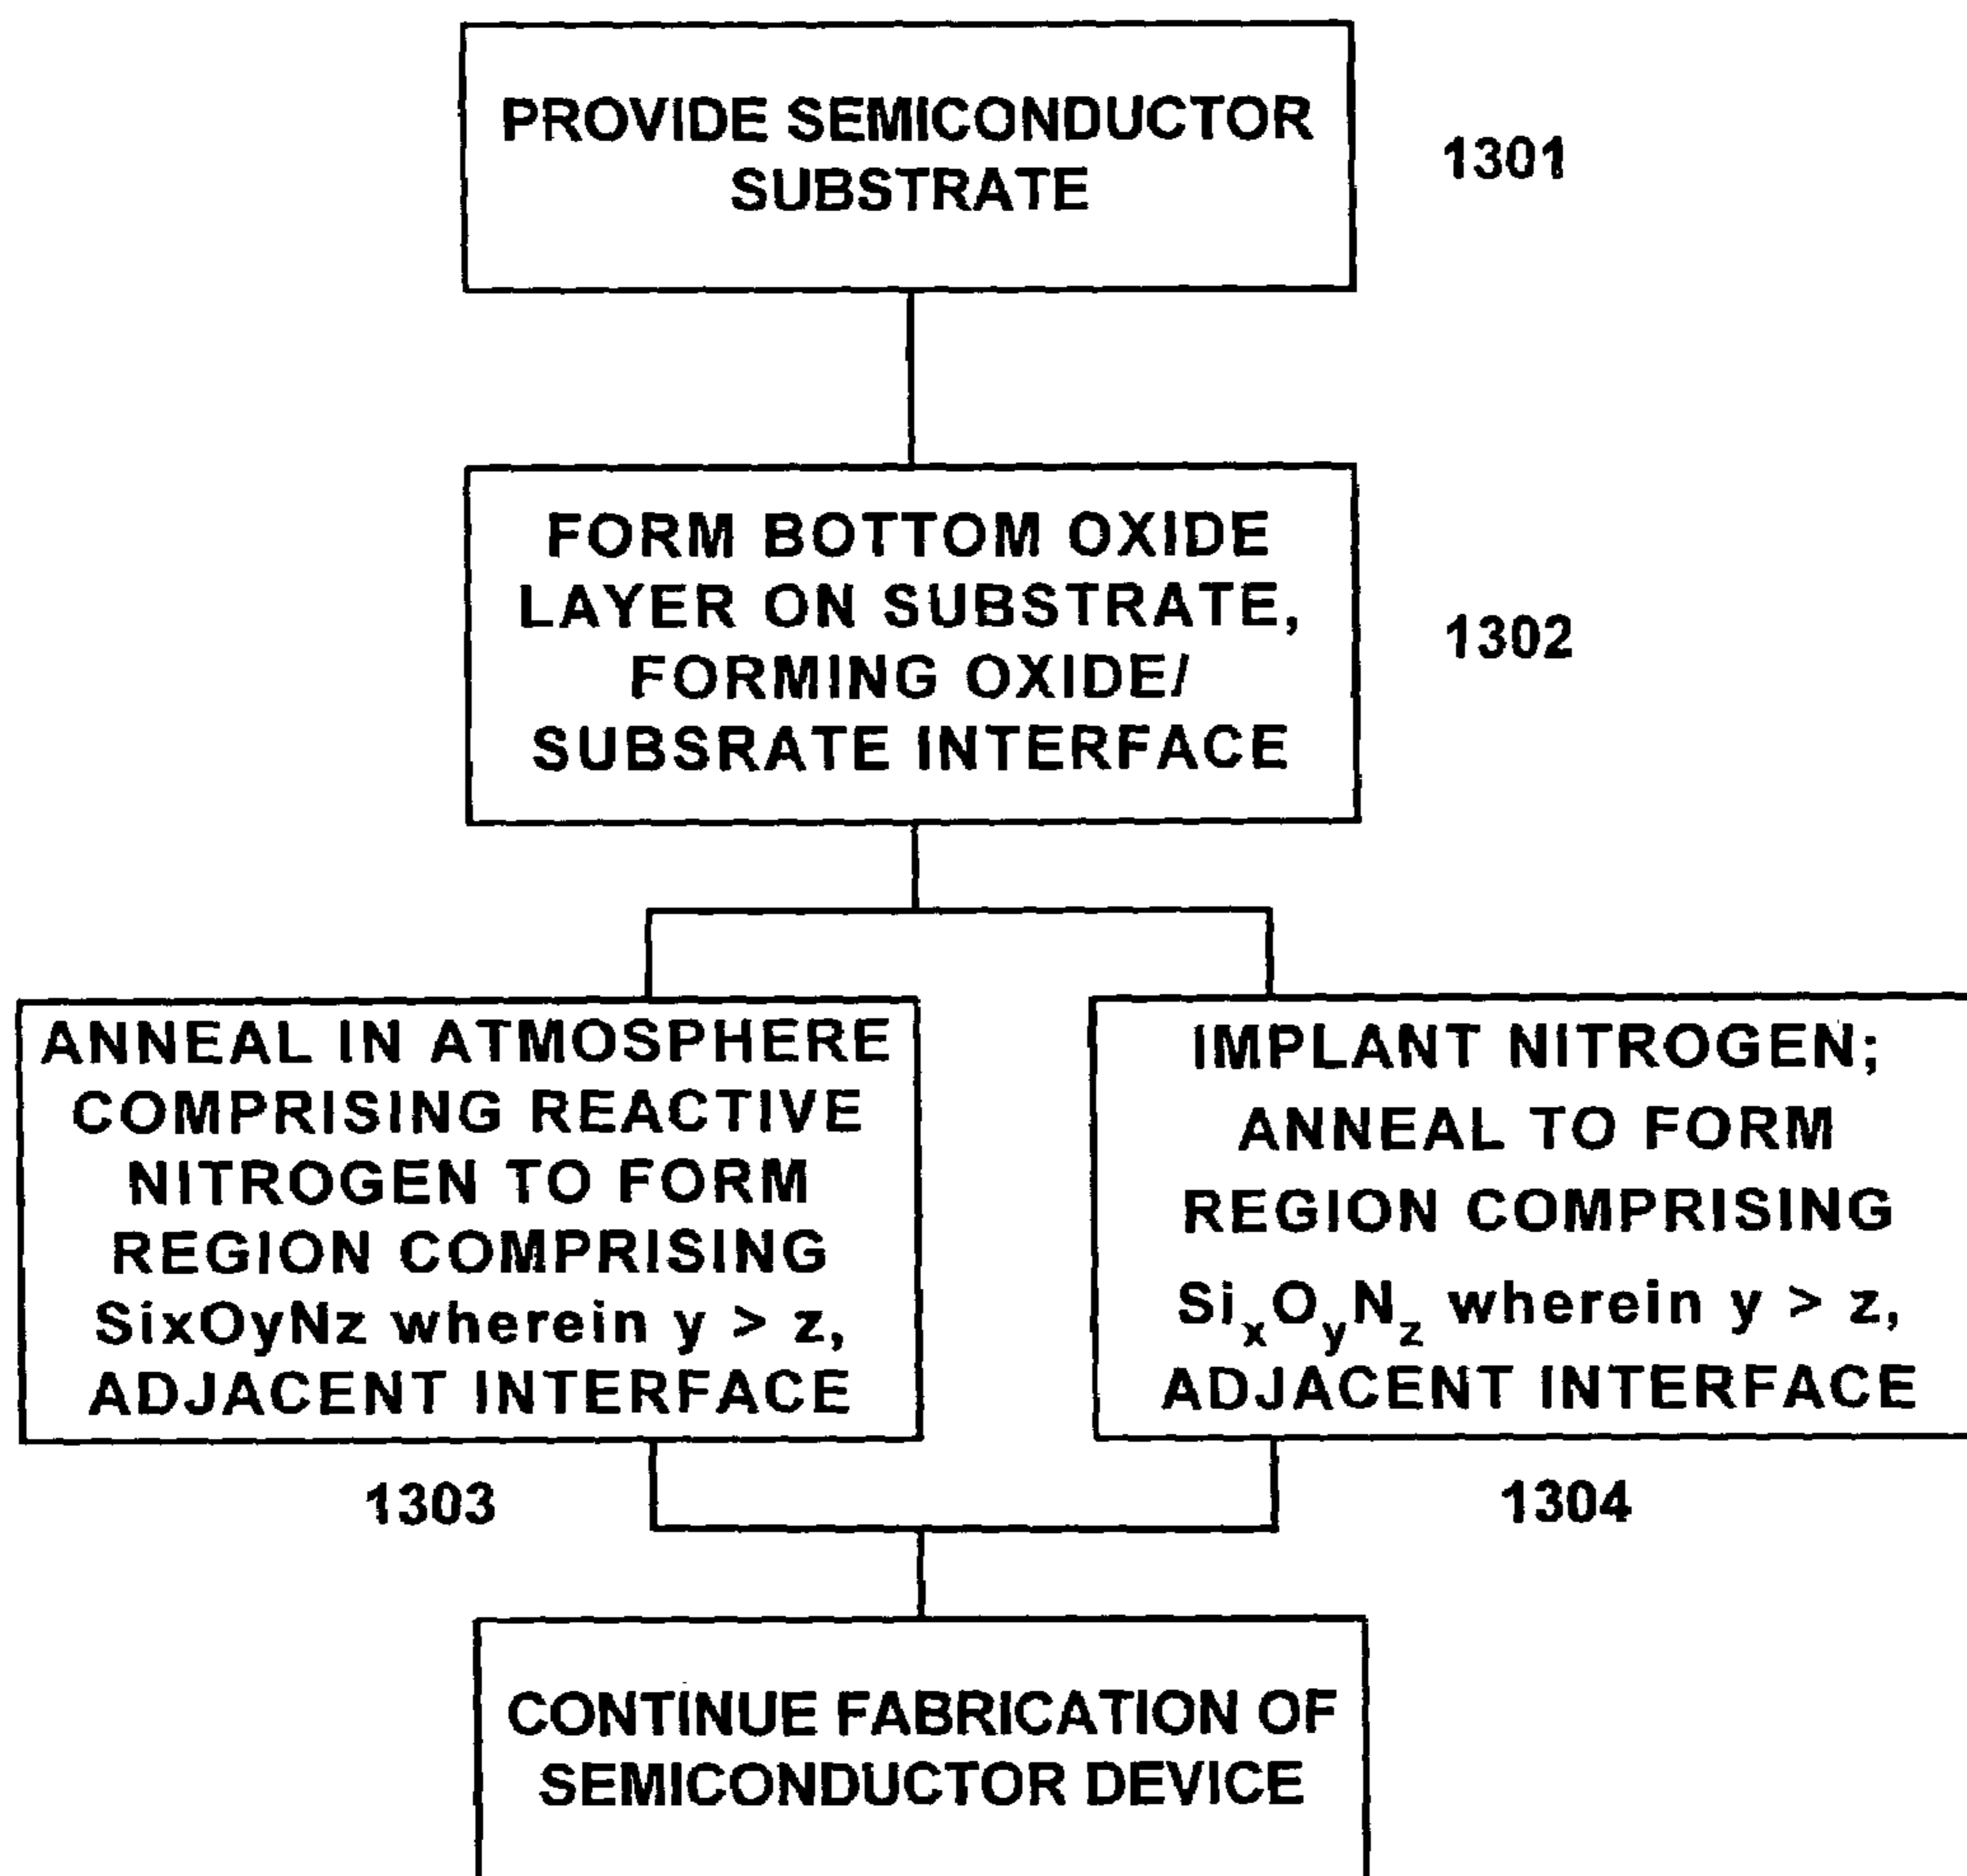 PROVIDE SEMICONDUCTOR
SUBSTRATE
1301
FORM BOTTOM OXIDE
LAYER ON SUBSTRATE,
FORMING OXIDE/
SUBSRATE INTERFACE
1302
ANNEAL IN ATMOSPHERE
COMPRISING REACTIVE
NITROGEN TO FORM
REGION COMPRISING
SixOyNz wherein y > z,
ADJACENT INTERFACE
1303
IMPLANT NITROGEN;
ANNEAL TO FORM
REGION COMPRISING
SixOyNz wherein y > z,
ADJACENT INTERFACE
1304
CONTINUE FABRICATION OF
SEMICONDUCTOR DEVICE